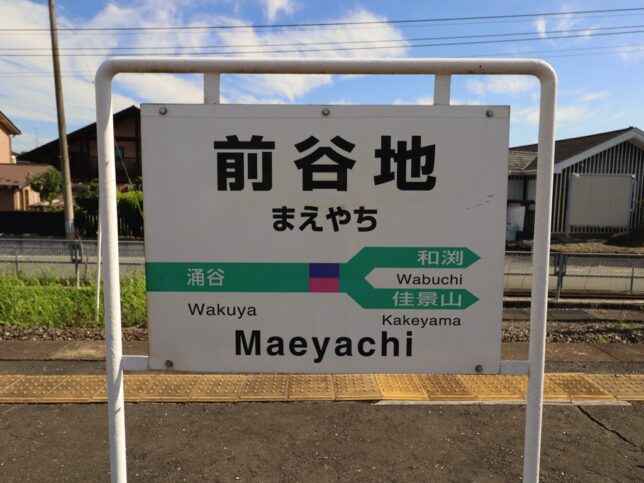 前谷地
まえやち
涌谷
Wakuya
和渕
Wabuchi
佳景山
Kakeyama
Maeyachi